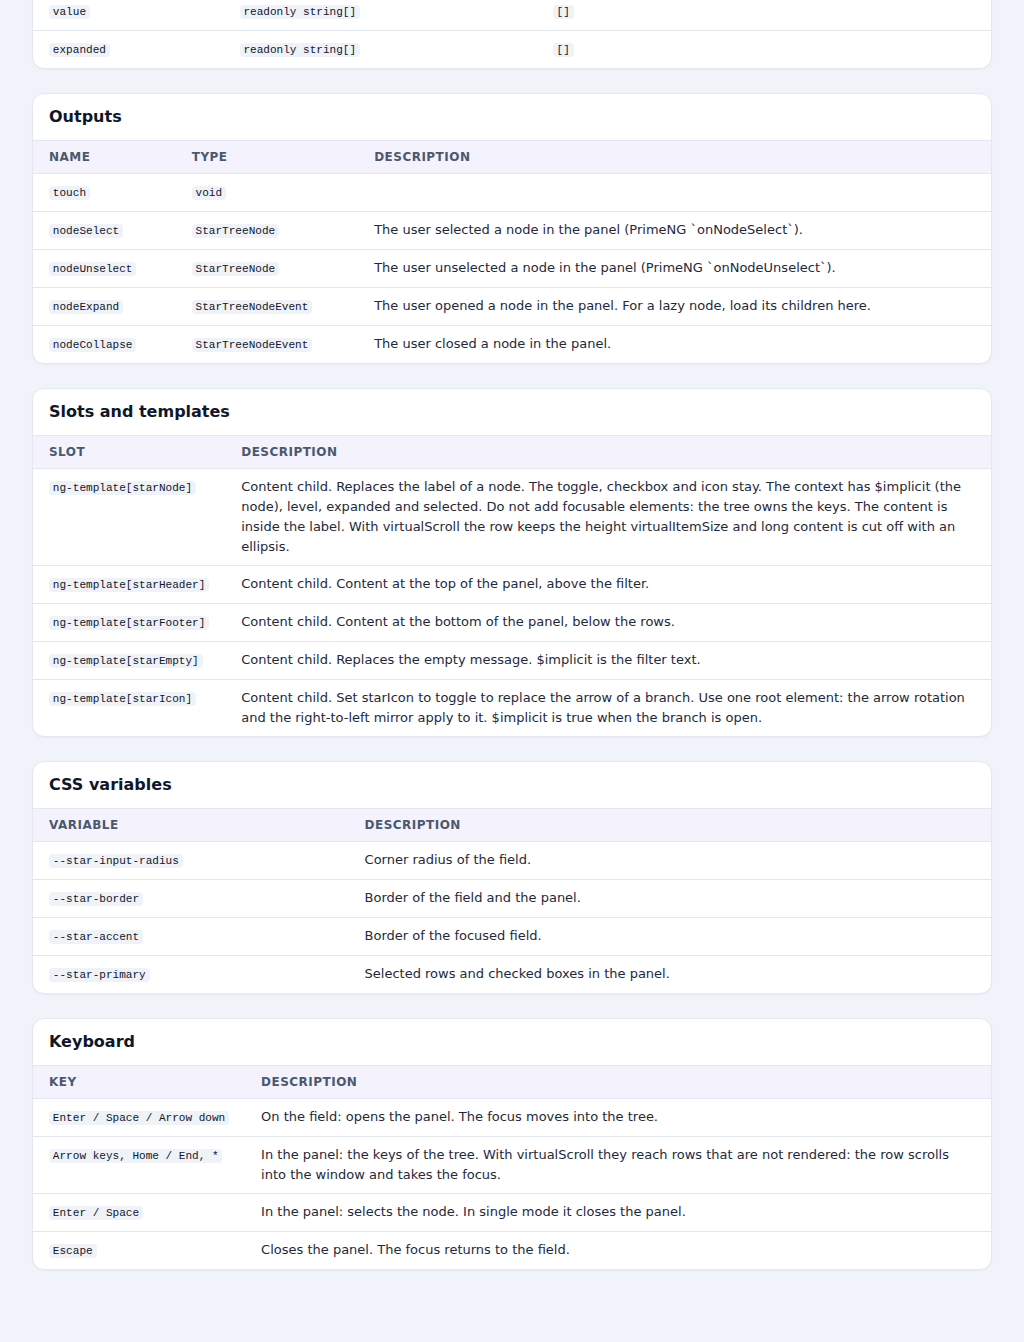 value readonly string[] []
expanded readonly string[] []
Outputs
NAME TYPE DESCRIPTION
touch void
nodeSelect StarTreeNode The user selected a node in the panel (PrimeNG `onNodeSelect`).
nodeUnselect StarTreeNode The user unselected a node in the panel (PrimeNG `onNodeUnselect`).
nodeExpand StarTreeNodeEvent The user opened a node in the panel. For a lazy node, load its children here.
nodeCollapse StarTreeNodeEvent The user closed a node in the panel.
Slots and templates
SLOT DESCRIPTION
ng-template[starNode] Content child. Replaces the label of a node. The toggle, checkbox and icon stay. The context has $implicit (the
node), level, expanded and selected. Do not add focusable elements: the tree owns the keys. The content is
inside the label. With virtualScroll the row keeps the height virtualItemSize and long content is cut off with an
ellipsis.
ng-template[starHeader] Content child. Content at the top of the panel, above the filter.
ng-template[starFooter] Content child. Content at the bottom of the panel, below the rows.
ng-template[starEmpty] Content child. Replaces the empty message. $implicit is the filter text.
ng-template[starIcon] Content child. Set starIcon to toggle to replace the arrow of a branch. Use one root element: the arrow rotation
and the right-to-left mirror apply to it. $implicit is true when the branch is open.
CSS variables
VARIABLE DESCRIPTION
--star-input-radius Corner radius of the field.
--star-border Border of the field and the panel.
--star-accent Border of the focused field.
--star-primary Selected rows and checked boxes in the panel.
Keyboard
KEY DESCRIPTION
Enter / Space / Arrow down On the field: opens the panel. The focus moves into the tree.
Arrow keys, Home / End, * In the panel: the keys of the tree. With virtualScroll they reach rows that are not rendered: the row scrolls
into the window and takes the focus.
Enter / Space In the panel: selects the node. In single mode it closes the panel.
Escape Closes the panel. The focus returns to the field.